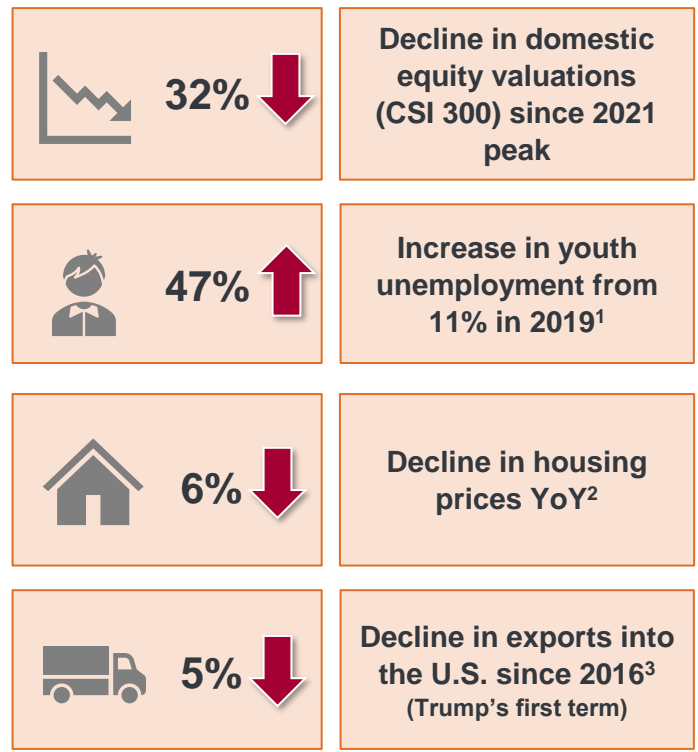 32%
Decline in domestic
equity valuations
(CSI 300) since 2021
peak
47%
Increase in youth
unemployment from
11% in 2019¹
6%
Decline in housing
prices YoY²
5%
Decline in exports into
the U.S. since 2016³
(Trump's first term)